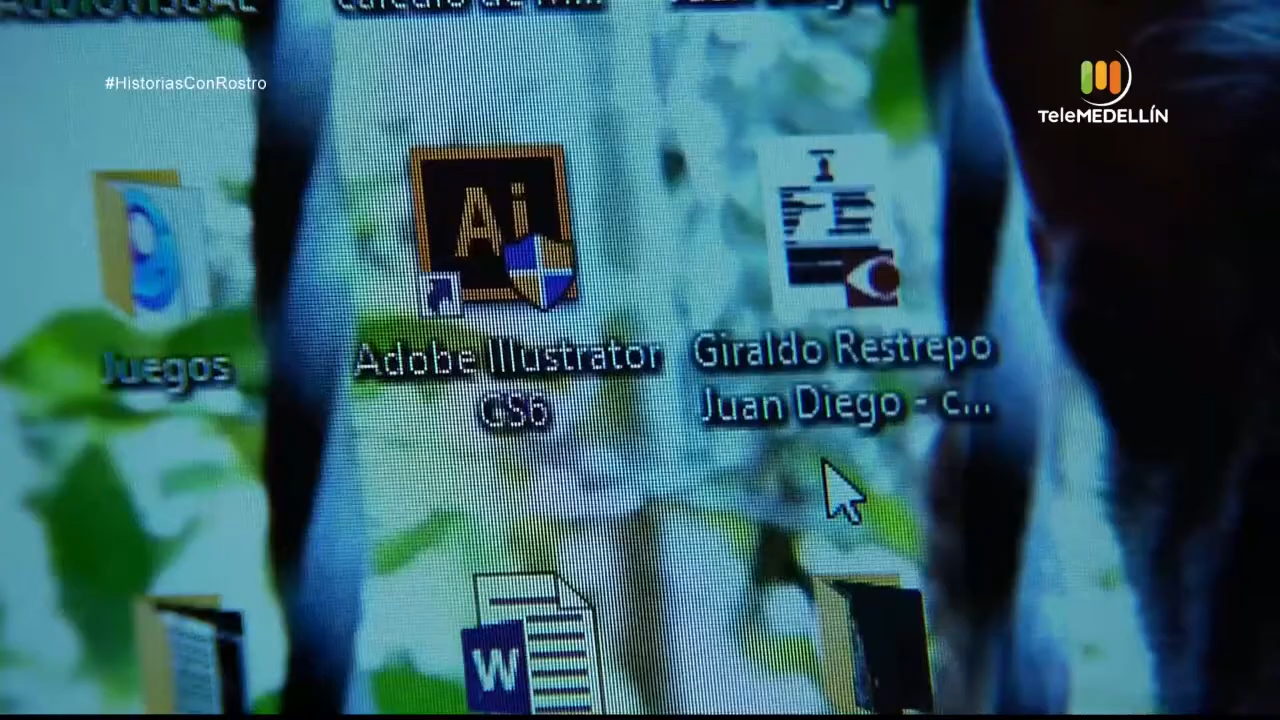 #HistoriasConRostro
TeleMEDELLÍN
Ai
Juegos
Adobe Illustrator
CS6
Giraldo Restrepo
Juan Diego - c...
W